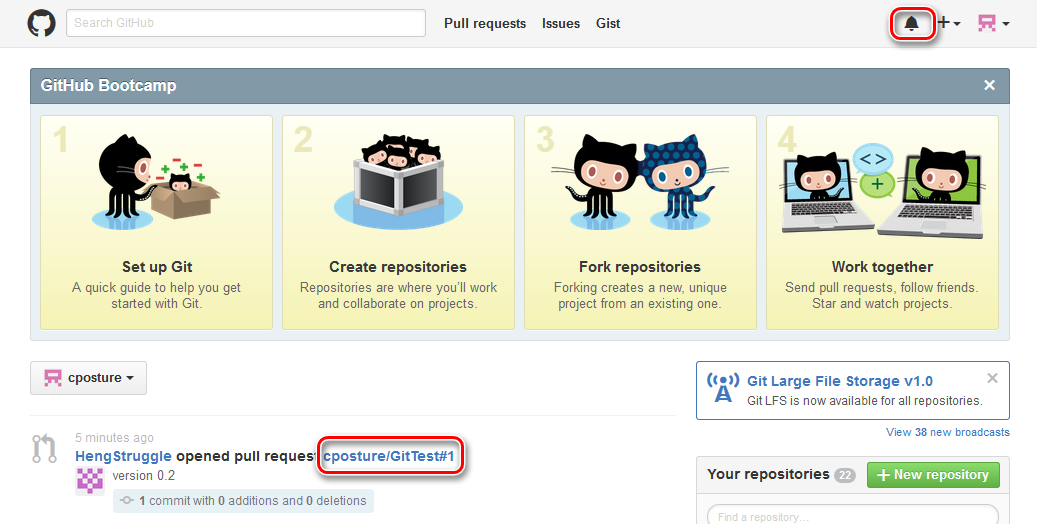 Search GitHub
Pull requests Issues Gist
GitHub Bootcamp
1
Set up Git
A quick guide to help you get
started with Git.
2
Create repositories
Repositories are where you'll work
and collaborate on projects.
3
Fork repositories
Forking creates a new, unique
project from an existing one.
4
Work together
Send pull requests, follow friends.
Star and watch projects.
cposture
5 minutes ago
HengStruggle opened pull request cposture/GitTest#1
version 0.2
1 commit with 0 additions and 0 deletions
Git Large File Storage v1.0
Git LFS is now available for all repositories.
View 38 new broadcasts
Your repositories 22
New repository
Find a repository…